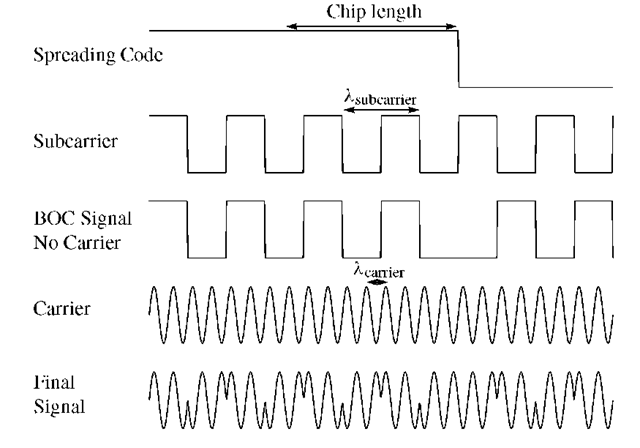 Chip length
Spreading Code
λsubcarrier
Subcarrier
BOC Signal
No Carrier
λcarrier
Carrier
Final
Signal